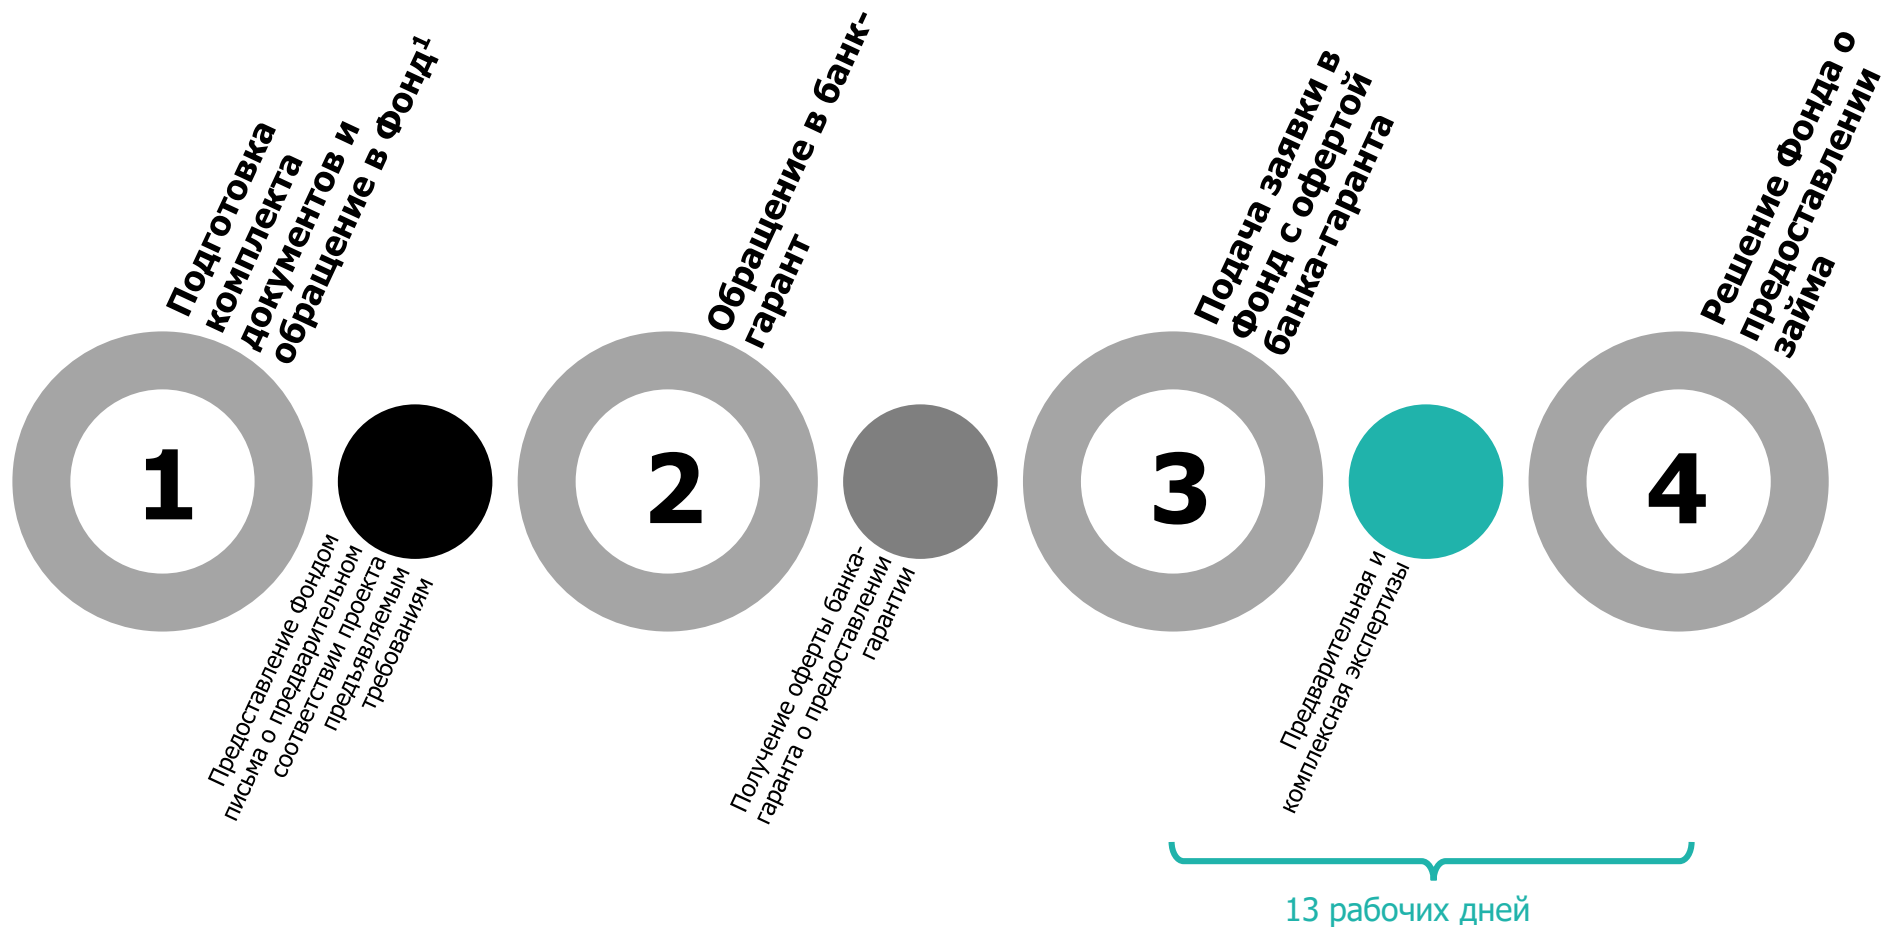 Подготовка
комплекта
документов и
обращение в Фонд¹
1
Предоставление Фондом
письма о предварительном
соответствии проекта
предъявляемым
требованиям
Обращение в банк-
гарант
2
Получение оферты банка-
гаранта о предоставлении
гарантии
Подача заявки в
Фонд с офертой
банка-гаранта
3
Предварительная и
комплексная экспертизы
Решение Фонда о
предоставлении
займа
4
13 рабочих дней